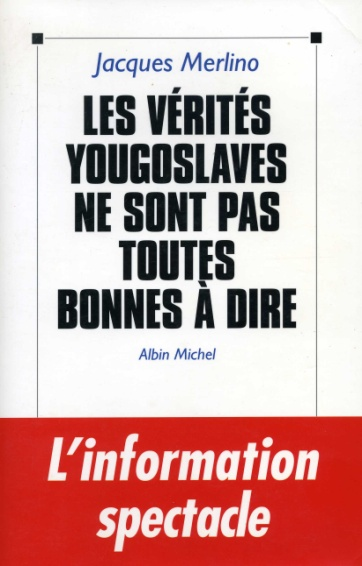 Jacques Merlino
LES VÉRITÉS
YOUGOSLAVES
NE SONT PAS
TOUTES
BONNES À DIRE
Albin Michel
L'information
spectacle